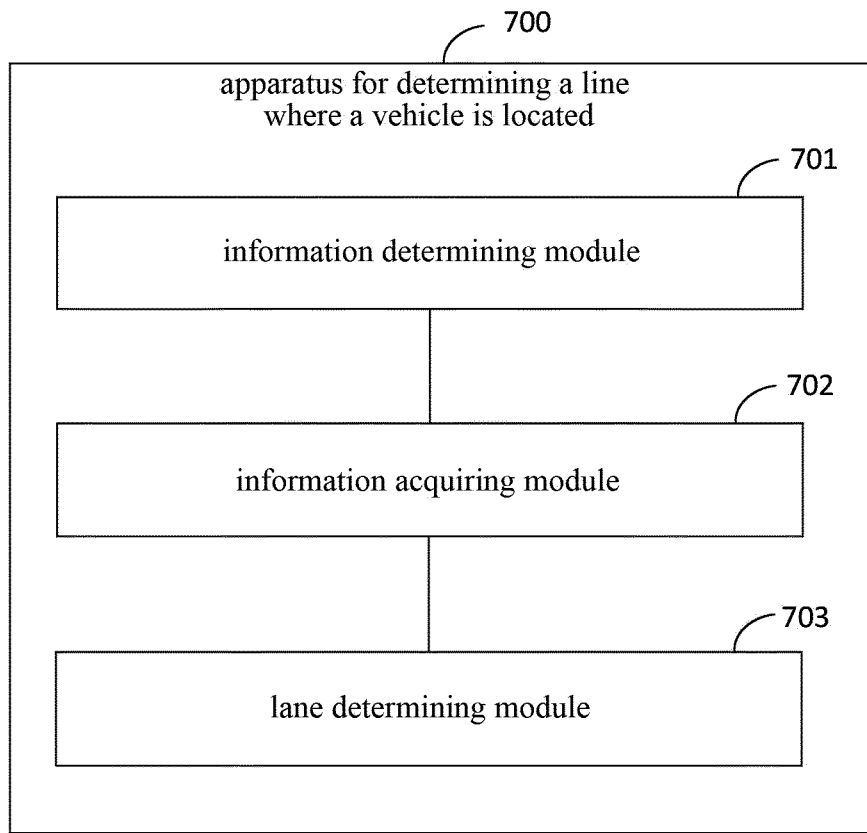 700
apparatus for determining a line
where a vehicle is located
701
information determining module
702
information acquiring module
703
lane determining module